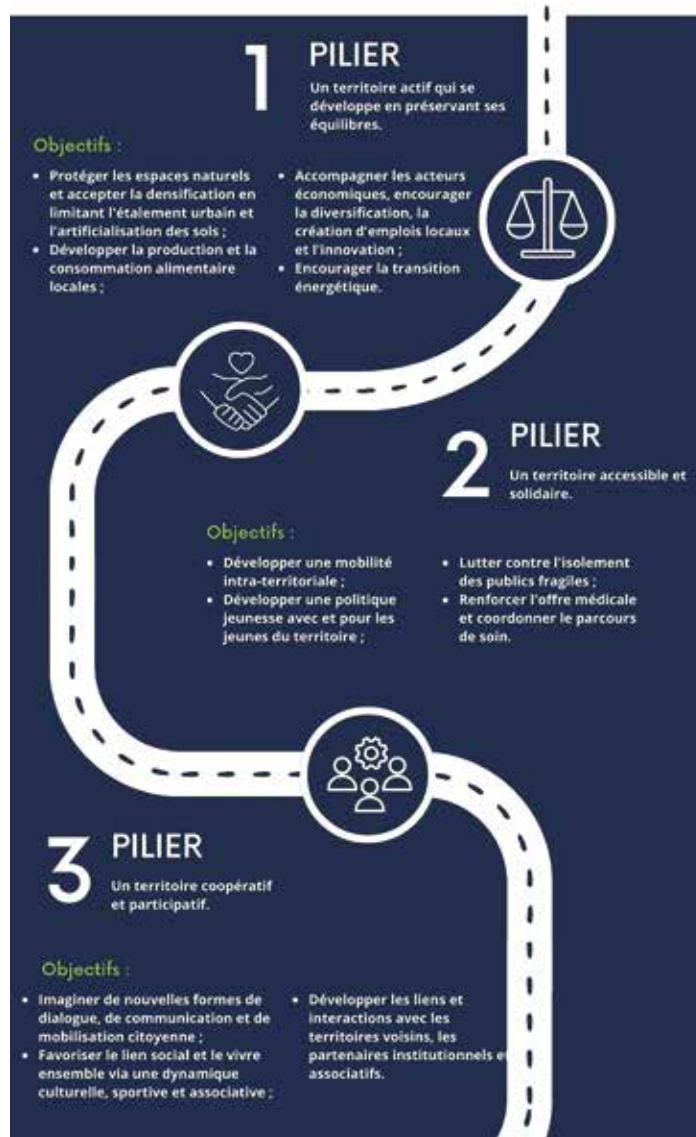 1 PILIER
Un territoire actif qui se
développe en préservant ses
équilibres.
Objectifs :
• Protéger les espaces naturels
et accepter la densification en
limitant l'étalement urbain et
l'artificialisation des sols ;
• Développer la production et la
consommation alimentaire
locales ;
• Accompagner les acteurs
économiques, encourager
la diversification, la
création d'emplois locaux
et l'innovation ;
• Encourager la transition
énergétique.
2 PILIER
Un territoire accessible et
solidaire.
Objectifs :
• Développer une mobilité
intra-territoriale ;
• Développer une politique
jeunesse avec et pour les
jeunes du territoire ;
• Lutter contre l'isolement
des publics fragiles ;
• Renforcer l'offre médicale
et coordonner le parcours
de soin.
3 PILIER
Un territoire coopératif
et participatif.
Objectifs :
• Imaginer de nouvelles formes de
dialogue, de communication et de
mobilisation citoyenne ;
• Favoriser le lien social et le vivre
ensemble via une dynamique
culturelle, sportive et associative ;
• Développer les liens et
interactions avec les
territoires voisins, les
partenaires institutionnels
associatifs.